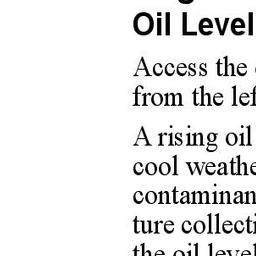 Oil Level
Access the
from the lef
A rising oil
cool weathe
contaminan
ture collecti
the oil level